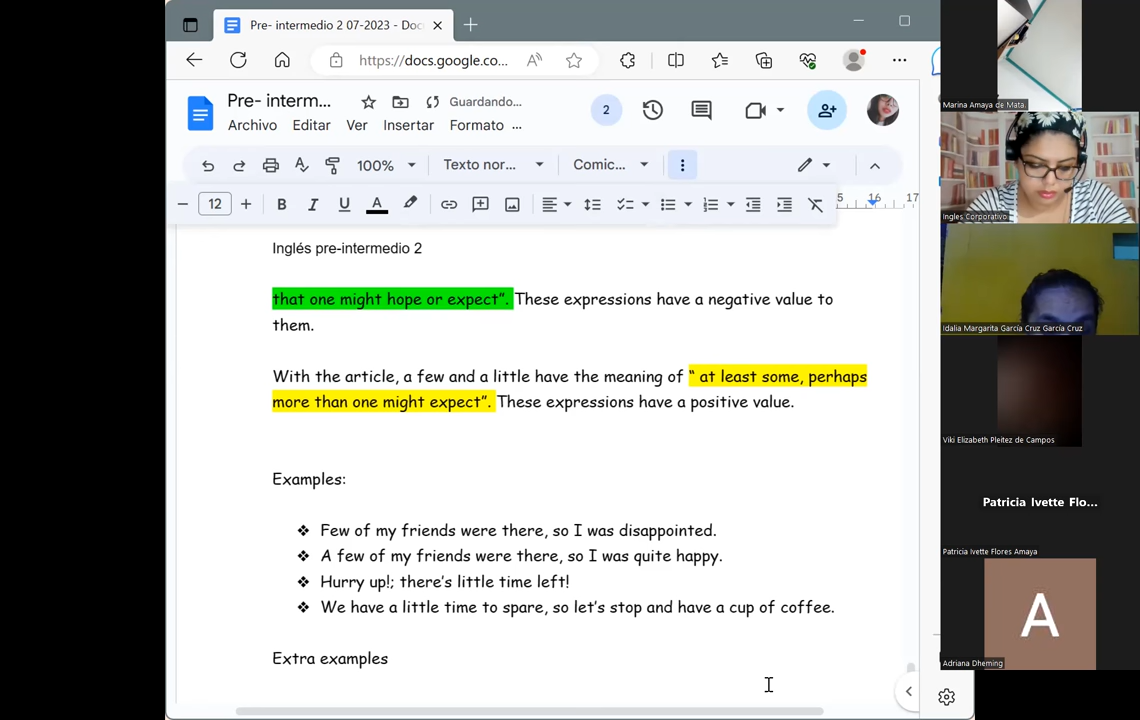 Pre- intermedio 2 07-2023 - Doc
https://docs.google.co...
Pre- interm...
Guardando...
2
Archivo Editar Ver Insertar Formato ...
100% Texto nor... Comic...
12 B I U A
5 16 17
Inglés pre-intermedio 2
that one might hope or expect”. These expressions have a negative value to
them.
With the article, a few and a little have the meaning of “ at least some, perhaps
more than one might expect”. These expressions have a positive value.
Examples:
❖ Few of my friends were there, so I was disappointed.
❖ A few of my friends were there, so I was quite happy.
❖ Hurry up!; there’s little time left!
❖ We have a little time to spare, so let’s stop and have a cup of coffee.
Extra examples
Marina Amaya de Mata.
Ingles Corporativo
Idalia Margarita García Cruz García Cruz
Viki Elizabeth Pleitez de Campos
Patricia Ivette Flo...
Patricia Ivette Flores Amaya
A
Adriana Dheming